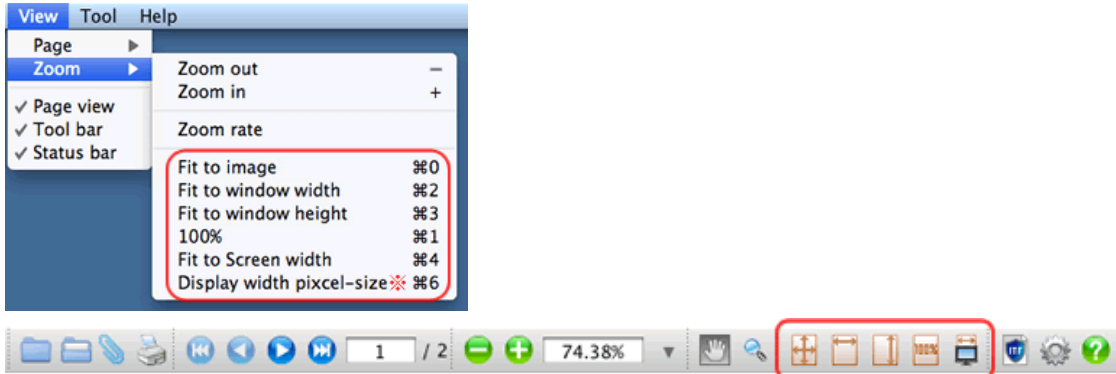 View Tool Help
Page
Zoom
Page view
Tool bar
Status bar
Zoom out −
Zoom in +
Zoom rate
Fit to image ⌘0
Fit to window width ⌘2
Fit to window height ⌘3
100% ⌘1
Fit to Screen width ⌘4
Display width pixcel-size※ ⌘6
1 / 2 74.38% 100% ITF ?